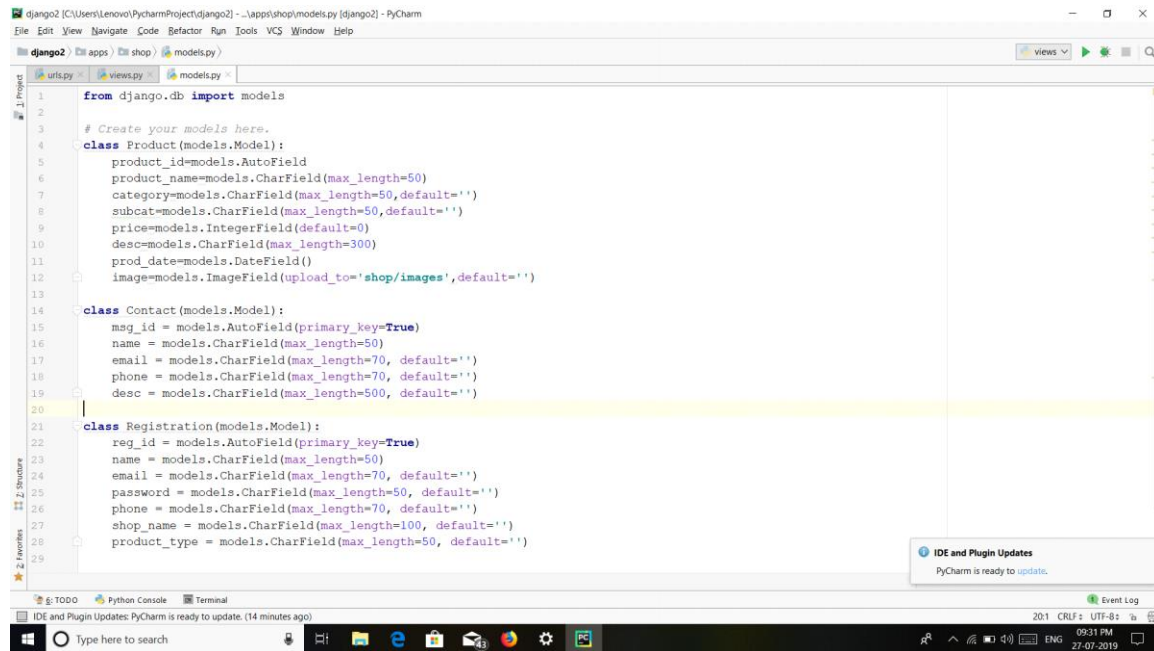 django2 [C:\Users\Lenovo\PycharmProject\django2] - ...\apps\shop\models.py [django2] - PyCharm
File Edit View Navigate Code Refactor Run Tools VCS Window Help
django2 apps shop models.py views
urls.py views.py models.py
1: Project
1 from django.db import models
2
3 # Create your models here.
4 class Product(models.Model):
5 product_id=models.AutoField
6 product_name=models.CharField(max_length=50)
7 category=models.CharField(max_length=50,default='')
8 subcat=models.CharField(max_length=50,default='')
9 price=models.IntegerField(default=0)
10 desc=models.CharField(max_length=300)
11 prod_date=models.DateField()
12 image=models.ImageField(upload_to='shop/images',default='')
13
14 class Contact(models.Model):
15 msg_id = models.AutoField(primary_key=True)
16 name = models.CharField(max_length=50)
17 email = models.CharField(max_length=70, default='')
18 phone = models.CharField(max_length=70, default='')
19 desc = models.CharField(max_length=500, default='')
20
21 class Registration(models.Model):
22 reg_id = models.AutoField(primary_key=True)
23 name = models.CharField(max_length=50)
24 email = models.CharField(max_length=70, default='')
25 password = models.CharField(max_length=50, default='')
26 phone = models.CharField(max_length=70, default='')
27 shop_name = models.CharField(max_length=100, default='')
28 product_type = models.CharField(max_length=50, default='')
29
Z: Structure
2: Favorites
IDE and Plugin Updates
PyCharm is ready to update.
6: TODO Python Console Terminal 1 Event Log
IDE and Plugin Updates: PyCharm is ready to update. (14 minutes ago) 20:1 CRLF UTF-8
Type here to search 43 PC ENG 09:31 PM
27-07-2019